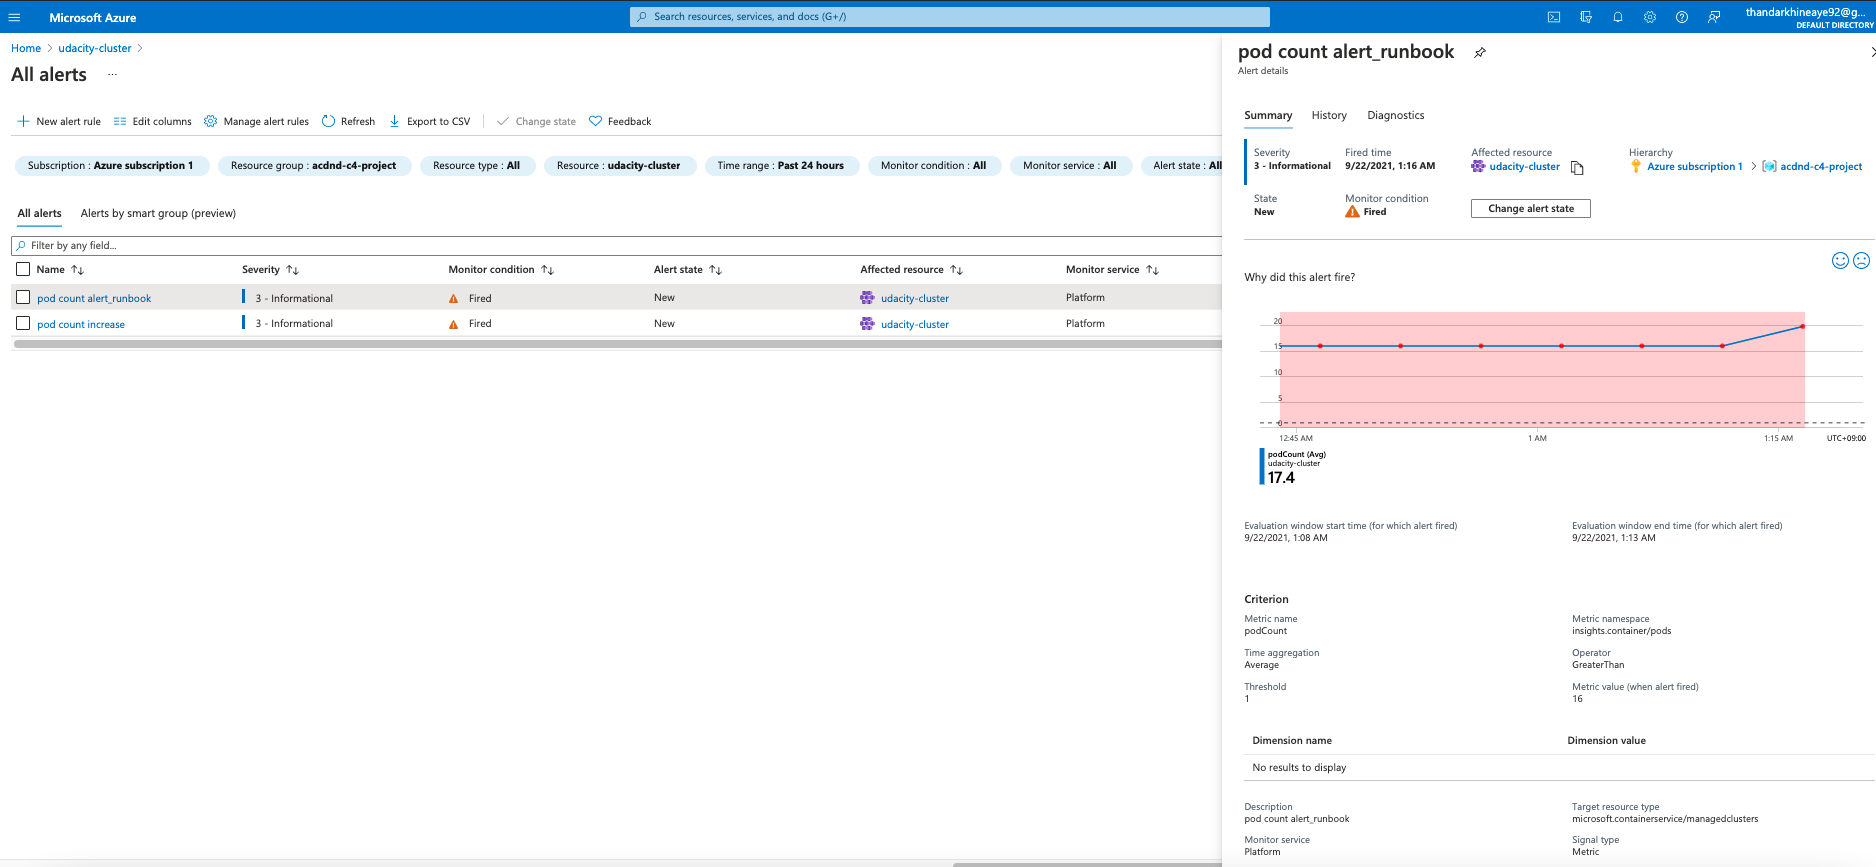 Microsoft Azure
Search resources, services, and docs (G+/)
thandarkhineaye92@g...
DEFAULT DIRECTORY
Home > udacity-cluster >
All alerts ...
New alert rule Edit columns Manage alert rules Refresh Export to CSV Change state Feedback
Subscription : Azure subscription 1 Resource group : acdnd-c4-project Resource type : All Resource : udacity-cluster Time range : Past 24 hours Monitor condition : All Monitor service : All Alert state : All
All alerts Alerts by smart group (preview)
Filter by any field...
Name Severity Monitor condition Alert state Affected resource Monitor service
pod count alert_runbook 3 - Informational Fired New udacity-cluster Platform
pod count increase 3 - Informational Fired New udacity-cluster Platform
pod count alert_runbook
Alert details
Summary History Diagnostics
Severity Fired time Affected resource Hierarchy
3 - Informational 9/22/2021, 1:16 AM udacity-cluster Azure subscription 1 > acdnd-c4-project
State Monitor condition
New Fired Change alert state
Why did this alert fire?
20
15
10
5
0
12:45 AM 1 AM 1:15 AM UTC+09:00
podCount (Avg)
udacity-cluster
17.4
Evaluation window start time (for which alert fired) Evaluation window end time (for which alert fired)
9/22/2021, 1:08 AM 9/22/2021, 1:13 AM
Criterion
Metric name Metric namespace
podCount insights.container/pods
Time aggregation Operator
Average GreaterThan
Threshold Metric value (when alert fired)
1 16
Dimension name Dimension value
No results to display
Description Target resource type
pod count alert_runbook microsoft.containerservice/managedclusters
Monitor service Signal type
Platform Metric